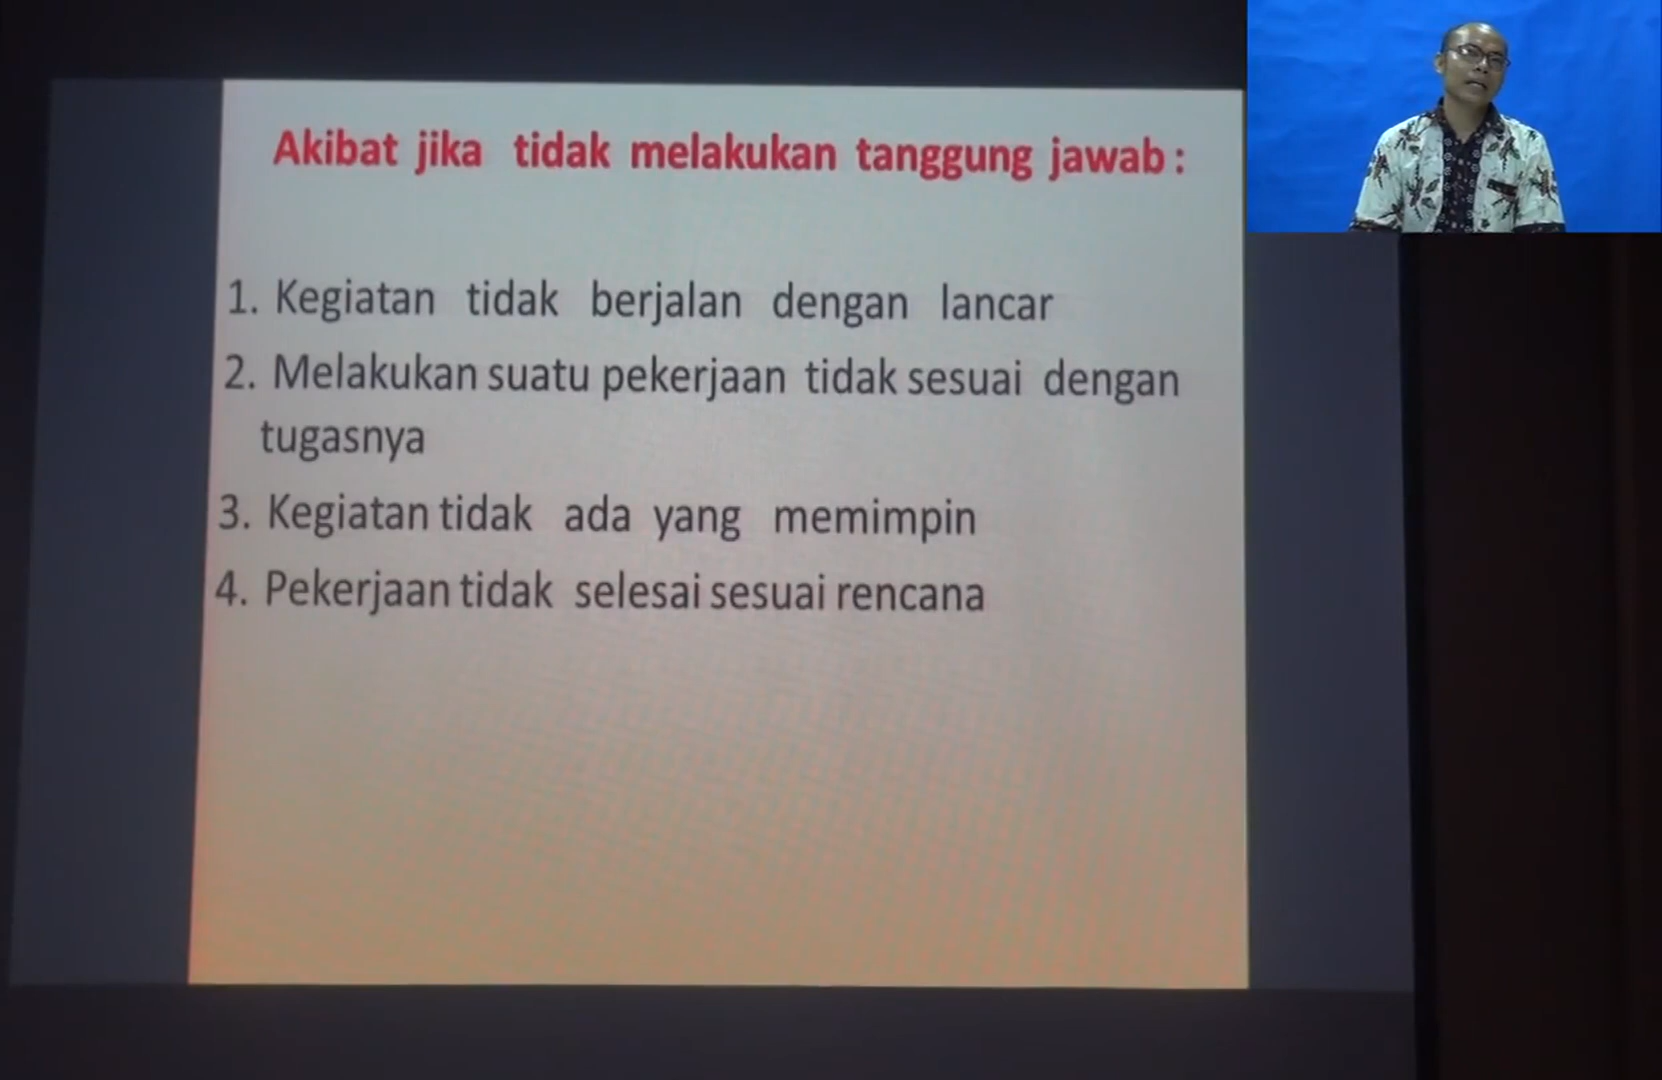 Akibat jika tidak melakukan tanggung jawab :
1. Kegiatan tidak berjalan dengan lancar
2. Melakukan suatu pekerjaan tidak sesuai dengan
tugasnya
3. Kegiatan tidak ada yang memimpin
4. Pekerjaan tidak selesai sesuai rencana